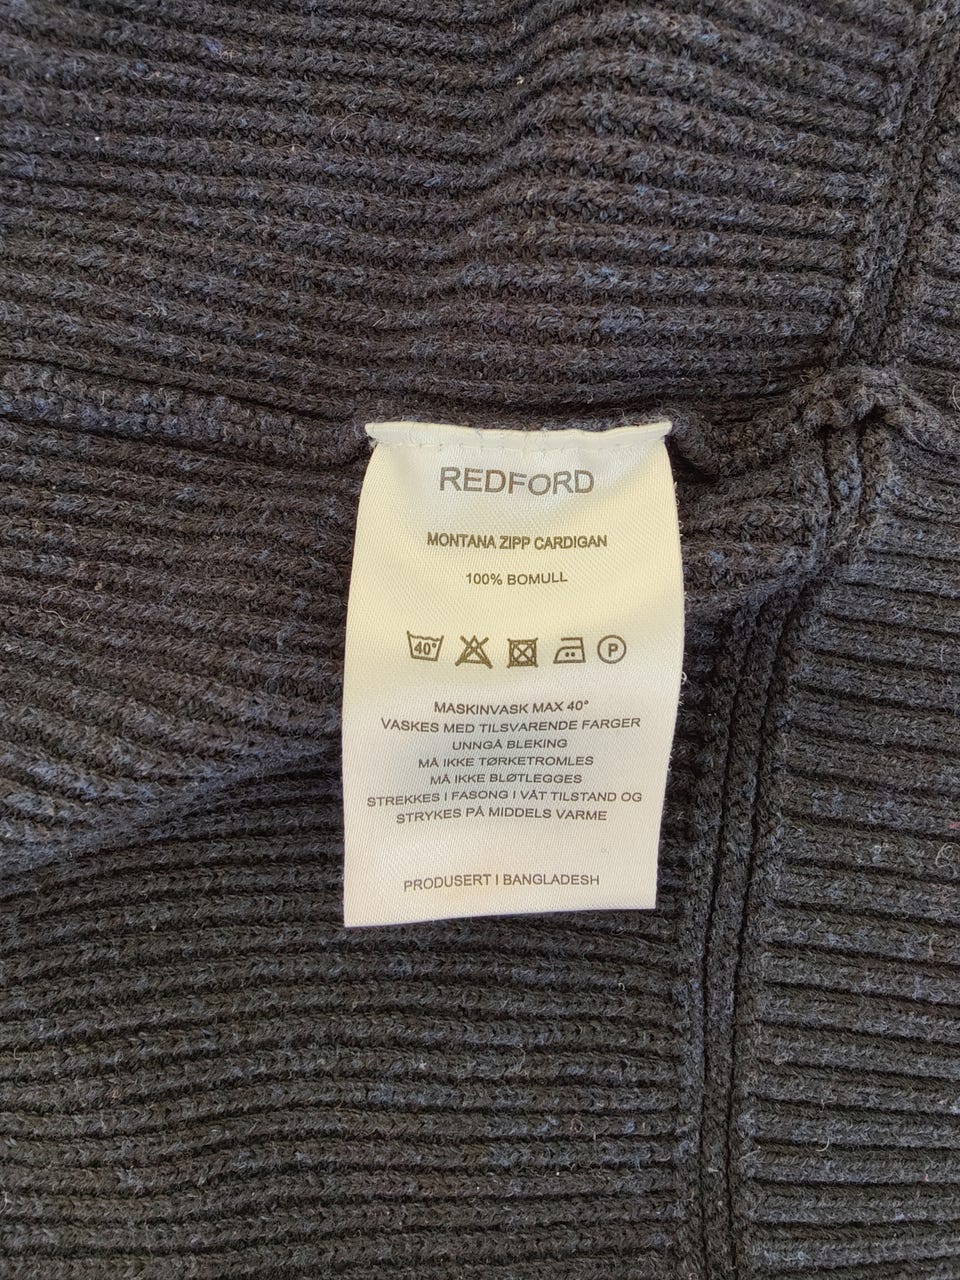 REDFORD
MONTANA ZIPP CARDIGAN
100% BOMULL
40° P
MASKINVASK MAX 40°
VASKES MED TILSVARENDE FARGER
UNNGÅ BLEKING
MÅ IKKE TØRKETROMLES
MÅ IKKE BLØTLEGGES
STREKKES I FASONG I VÅT TILSTAND OG
STRYKES PÅ MIDDELS VARME
PRODUSERT I BANGLADESH